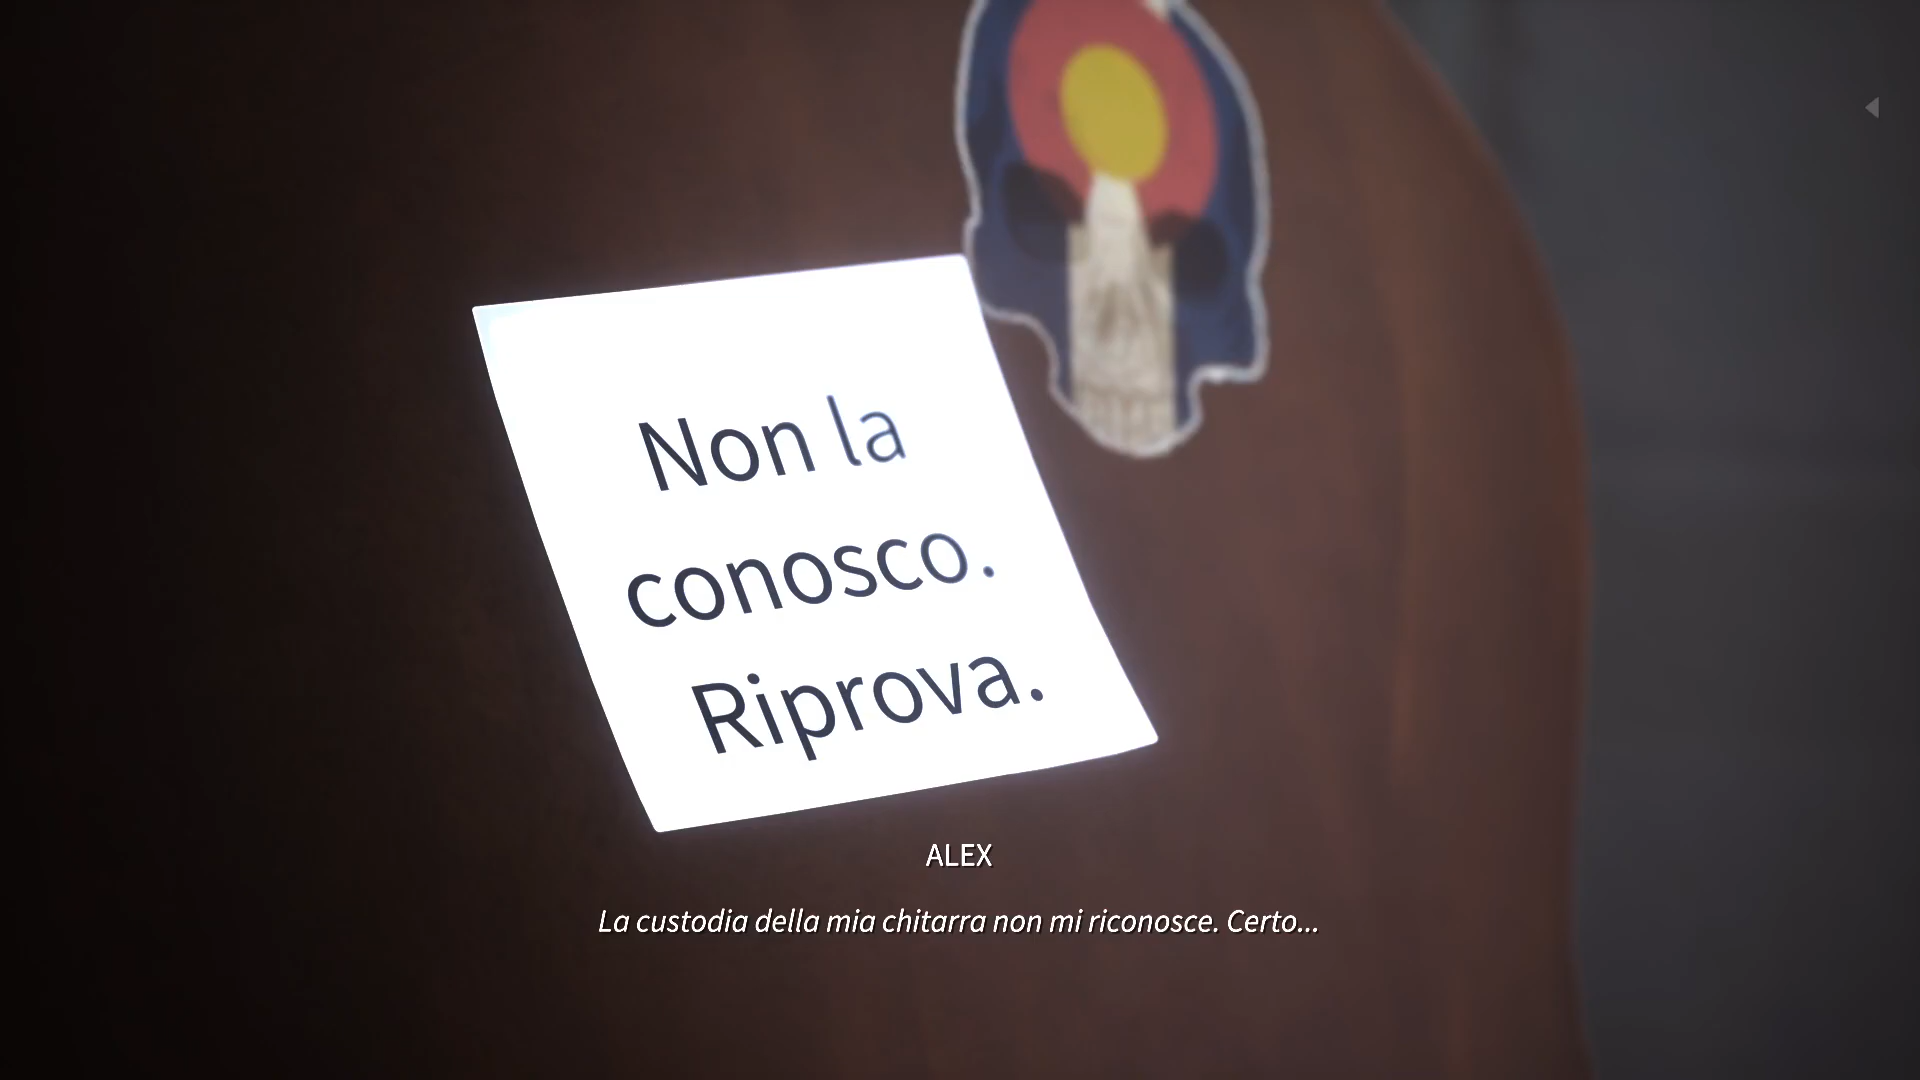 Non la
conosco.
Riprova.
ALEX
La custodia della mia chitarra non mi riconosce. Certo...